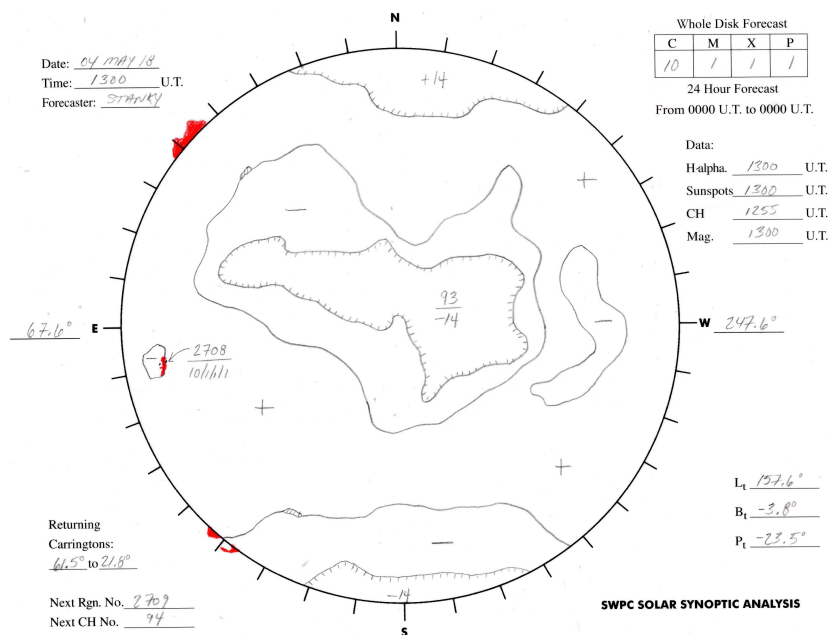 N
Whole Disk Forecast
C M X P
10 1 1 1
24 Hour Forecast
From 0000 U.T. to 0000 U.T.
Date: 04 MAY 18
Time: 1300 U.T.
Forecaster: STANKY
+14
Data:
H-alpha. 1300 U.T.
Sunspots 1300 U.T.
CH 1255 U.T.
Mag. 1300 U.T.
+
−
93
-14
67.6° E
−
W 247.6°
−
2708
10/1/1/1
+
+
Lt 157.6°
Bt -3.8°
Pt -23.5°
Returning
Carringtons:
61.5° to 21.8°
−
Next Rgn. No. 2709
Next CH No. 94
-14
SWPC SOLAR SYNOPTIC ANALYSIS
S